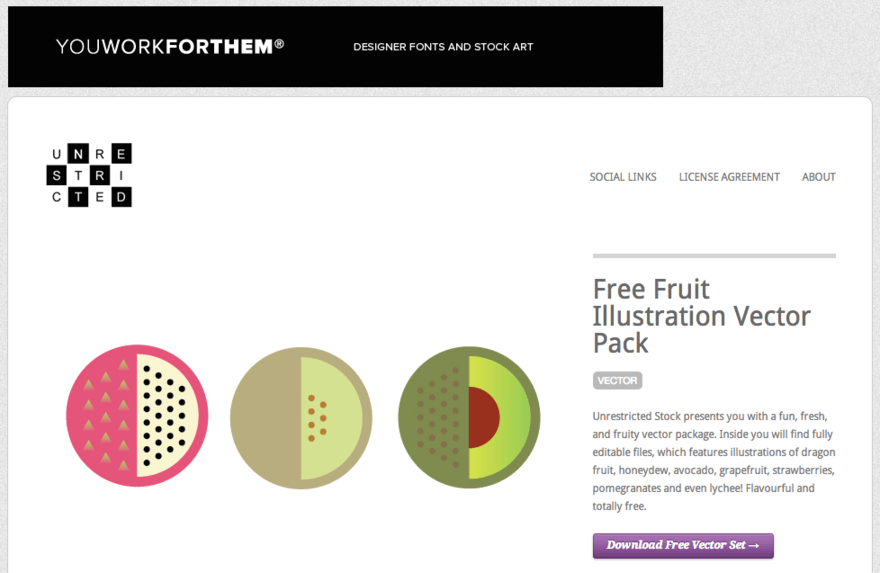 YOUWORKFORTHEM®
DESIGNER FONTS AND STOCK ART
UNRE
STRI
CTED
SOCIAL LINKS
LICENSE AGREEMENT
ABOUT
Free Fruit
Illustration Vector
Pack
VECTOR
Unrestricted Stock presents you with a fun, fresh,
and fruity vector package. Inside you will find fully
editable files, which features illustrations of dragon
fruit, honeydew, avocado, grapefruit, strawberries,
pomegranates and even lychee! Flavourful and
totally free.
Download Free Vector Set →